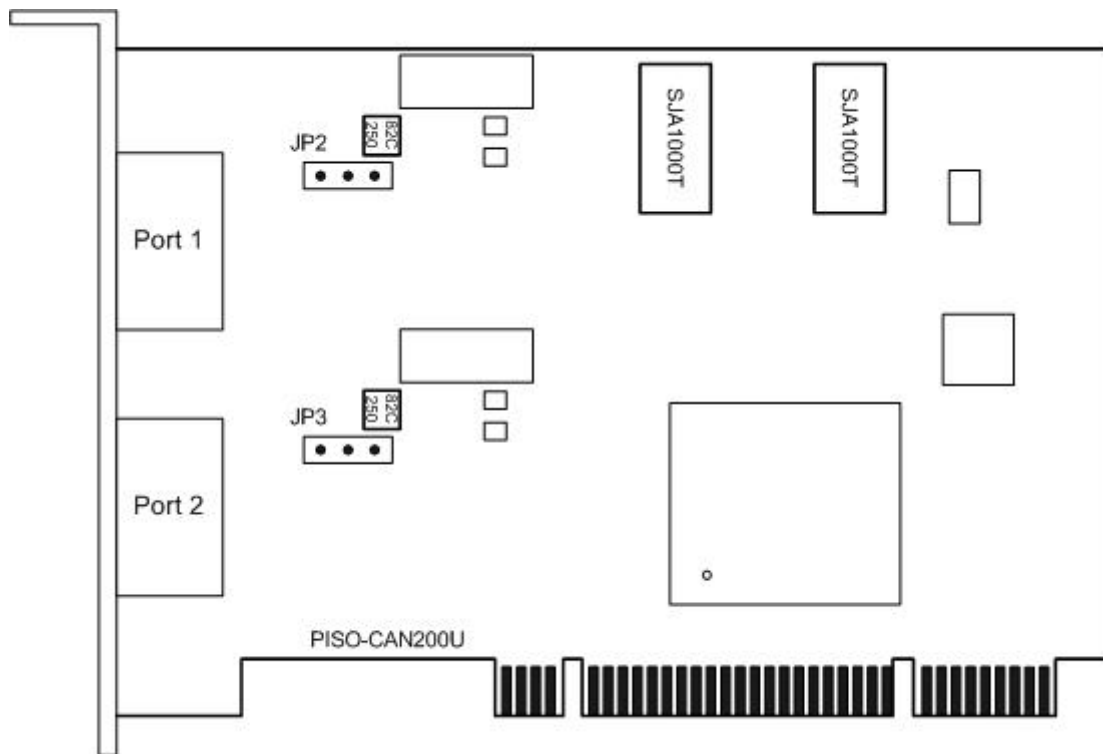 SJA1000T
SJA1000T
82C
250
JP2
Port 1
82C
250
JP3
Port 2
PISO-CAN200U